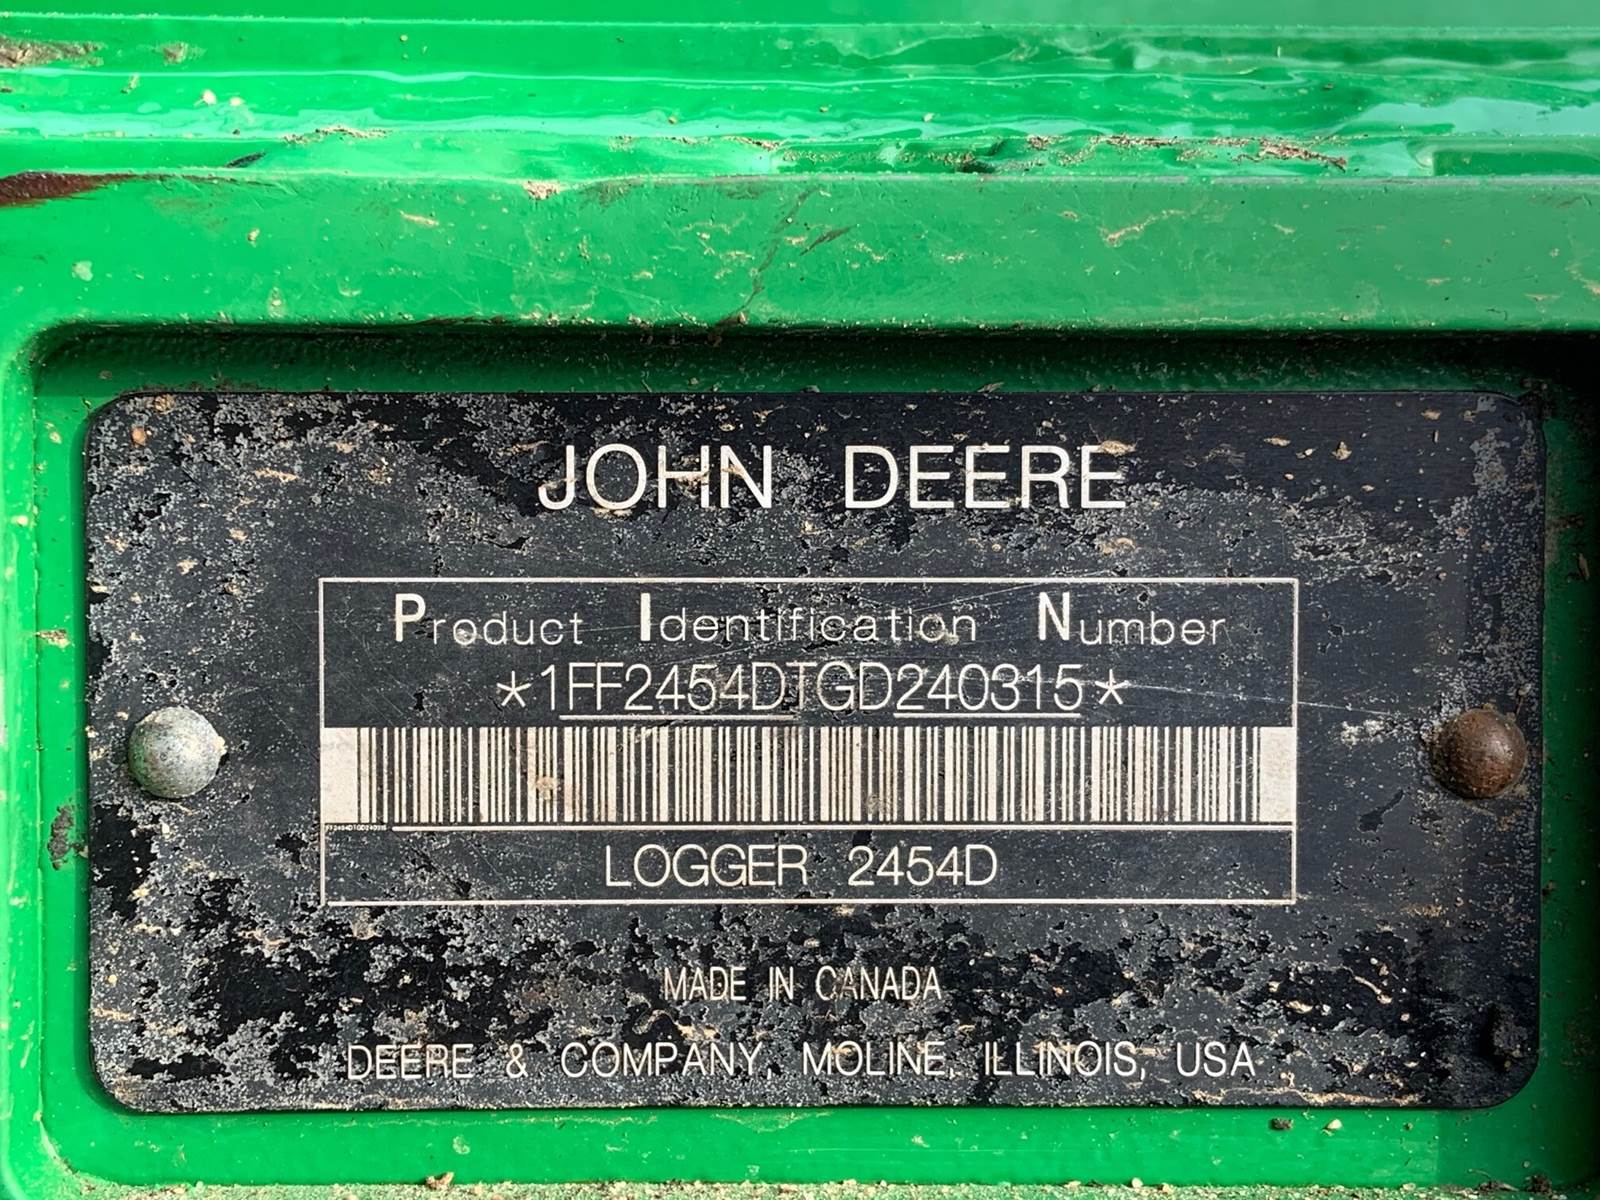 JOHN DEERE
Product Identification Number
*1FF2454DTGD240315*
LOGGER 2454D
MADE IN CANADA
DEERE & COMPANY, MOLINE, ILLINOIS, USA